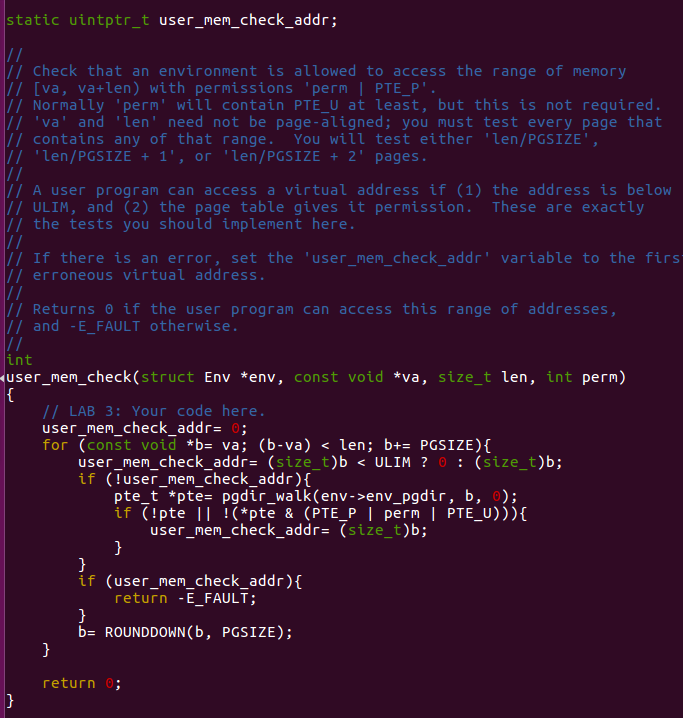 static uintptr_t user_mem_check_addr;
//
// Check that an environment is allowed to access the range of memory
// [va, va+len) with permissions 'perm | PTE_P'.
// Normally 'perm' will contain PTE_U at least, but this is not required.
// 'va' and 'len' need not be page-aligned; you must test every page that
// contains any of that range.  You will test either 'len/PGSIZE',
// 'len/PGSIZE + 1', or 'len/PGSIZE + 2' pages.
//
// A user program can access a virtual address if (1) the address is below
// ULIM, and (2) the page table gives it permission.  These are exactly
// the tests you should implement here.
//
// If there is an error, set the 'user_mem_check_addr' variable to the firs
// erroneous virtual address.
//
// Returns 0 if the user program can access this range of addresses,
// and -E_FAULT otherwise.
//
int
user_mem_check(struct Env *env, const void *va, size_t len, int perm)
{
    // LAB 3: Your code here.
    user_mem_check_addr= 0;
    for (const void *b= va; (b-va) < len; b+= PGSIZE){
        user_mem_check_addr= (size_t)b < ULIM ? 0 : (size_t)b;
        if (!user_mem_check_addr){
            pte_t *pte= pgdir_walk(env->env_pgdir, b, 0);
            if (!pte || !(*pte & (PTE_P | perm | PTE_U))){
                user_mem_check_addr= (size_t)b;
            }
        }
        if (user_mem_check_addr){
            return -E_FAULT;
        }
        b= ROUNDDOWN(b, PGSIZE);
    }
    return 0;
}